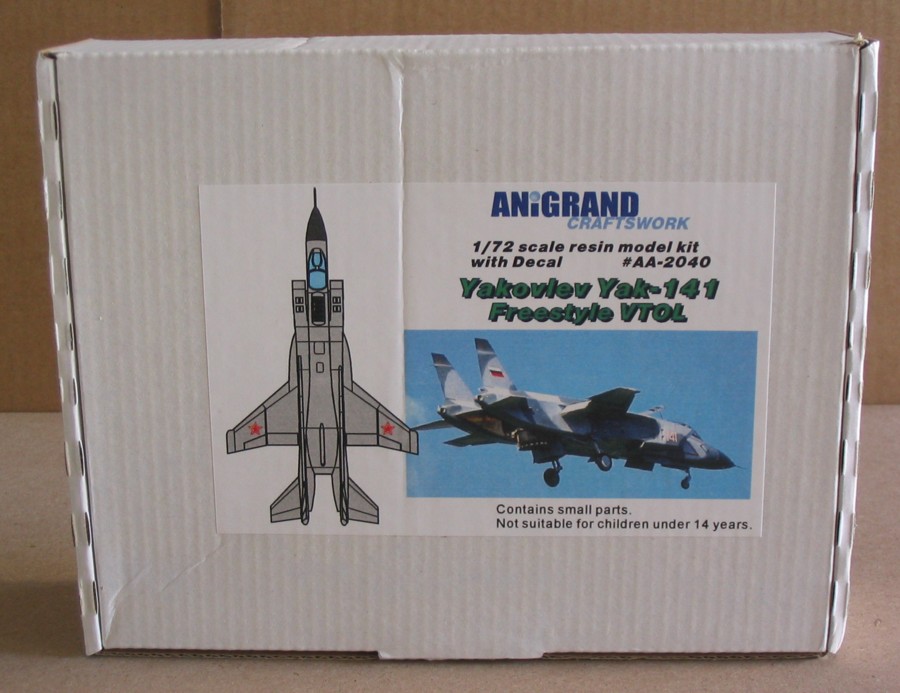 ANiGRAND
CRAFTSWORK
1/72 scale resin model kit
with Decal #AA-2040
Yakovlev Yak-141
Freestyle VTOL
141
Contains small parts.
Not suitable for children under 14 years.